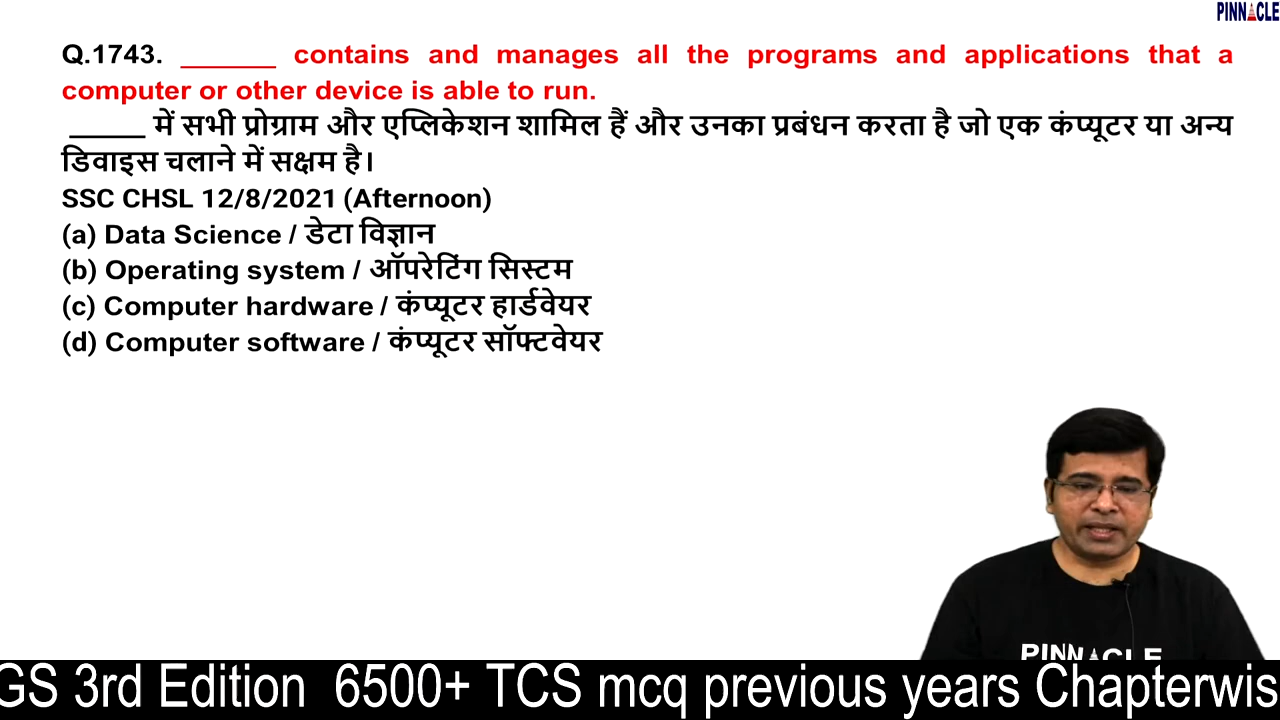 PINNACLE
Q.1743. ______ contains and manages all the programs and applications that a
computer or other device is able to run.
_____ में सभी प्रोग्राम और एप्लिकेशन शामिल हैं और उनका प्रबंधन करता है जो एक कंप्यूटर या अन्य
डिवाइस चलाने में सक्षम है।
SSC CHSL 12/8/2021 (Afternoon)
(a) Data Science / डेटा विज्ञान
(b) Operating system / ऑपरेटिंग सिस्टम
(c) Computer hardware / कंप्यूटर हार्डवेयर
(d) Computer software / कंप्यूटर सॉफ्टवेयर
PINNACLE
GS 3rd Edition 6500+ TCS mcq previous years Chapterwis